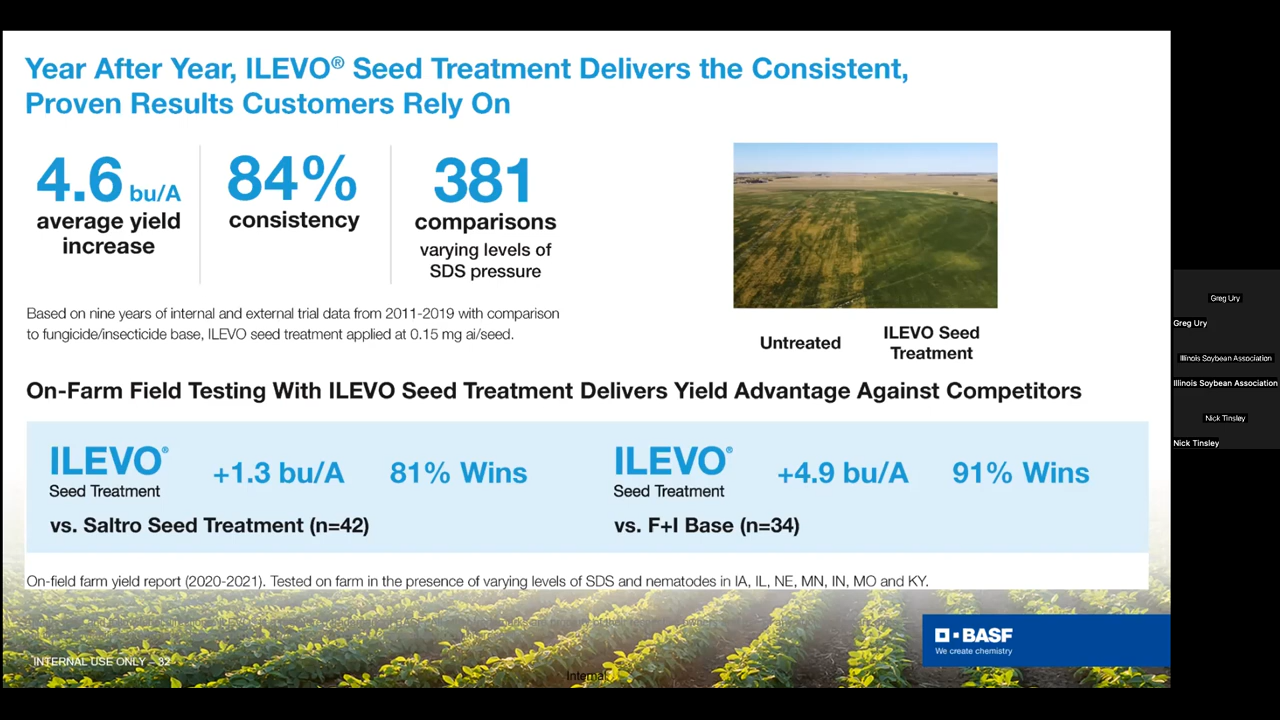 Year After Year, ILEVO® Seed Treatment Delivers the Consistent,
Proven Results Customers Rely On
4.6 bu/A
average yield
increase
84%
consistency
381
comparisons
varying levels of
SDS pressure
Based on nine years of internal and external trial data from 2011-2019 with comparison
to fungicide/insecticide base, ILEVO seed treatment applied at 0.15 mg ai/seed.
Untreated
ILEVO Seed
Treatment
On-Farm Field Testing With ILEVO Seed Treatment Delivers Yield Advantage Against Competitors
ILEVO®
Seed Treatment
+1.3 bu/A
81% Wins
vs. Saltro Seed Treatment (n=42)
ILEVO®
Seed Treatment
+4.9 bu/A
91% Wins
vs. F+I Base (n=34)
On-field farm yield report (2020-2021). Tested on farm in the presence of varying levels of SDS and nematodes in IA, IL, NE, MN, IN, MO and KY.
INTERNAL USE ONLY - 32
Internal
BASF
We create chemistry
Greg Ury
Greg Ury
Illinois Soybean Association
Illinois Soybean Association
Nick Tinsley
Nick Tinsley